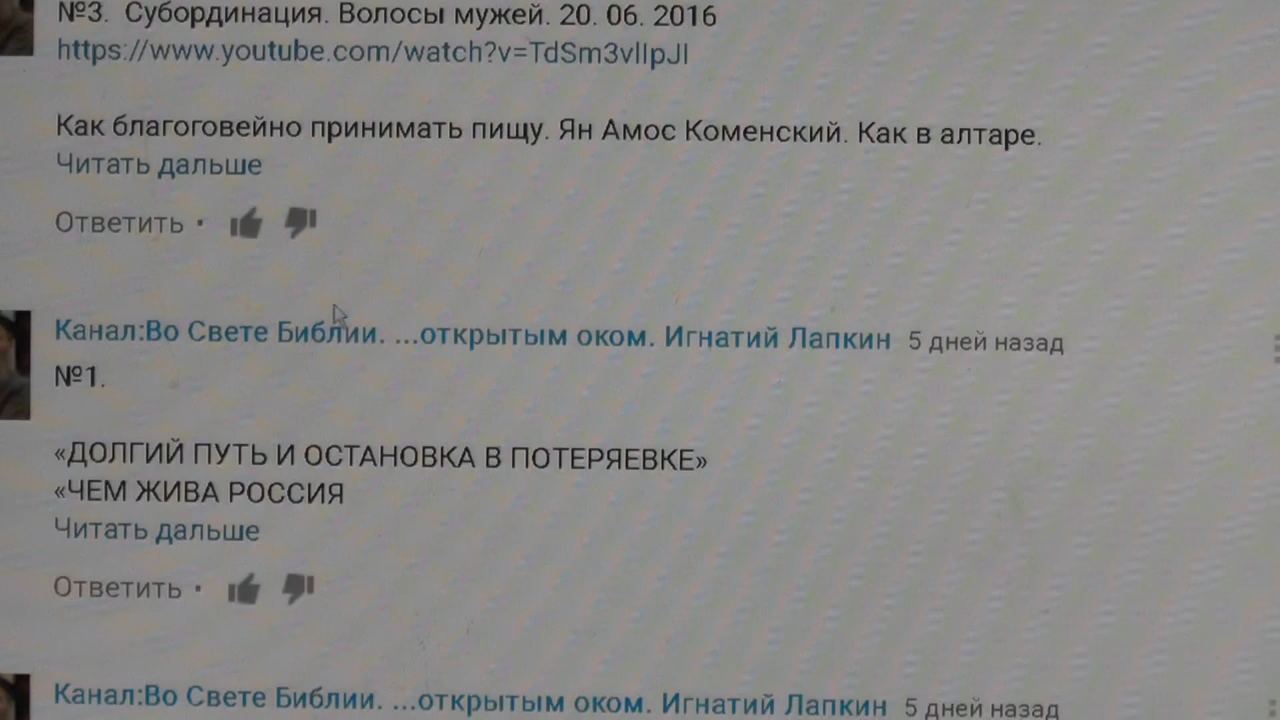 №3. Субординация. Волосы мужей. 20. 06. 2016
https://www.youtube.com/watch?v=TdSm3vlIpJI
Как благоговейно принимать пищу. Ян Амос Коменский. Как в алтаре.
Читать дальше
Ответить •
Канал:Во Свете Библии. ...открытым оком. Игнатий Лапкин 5 дней назад
№1.
«ДОЛГИЙ ПУТЬ И ОСТАНОВКА В ПОТЕРЯЕВКЕ»
«ЧЕМ ЖИВА РОССИЯ
Читать дальше
Ответить •
Канал:Во Свете Библии. ...открытым оком. Игнатий Лапкин 5 дней назад